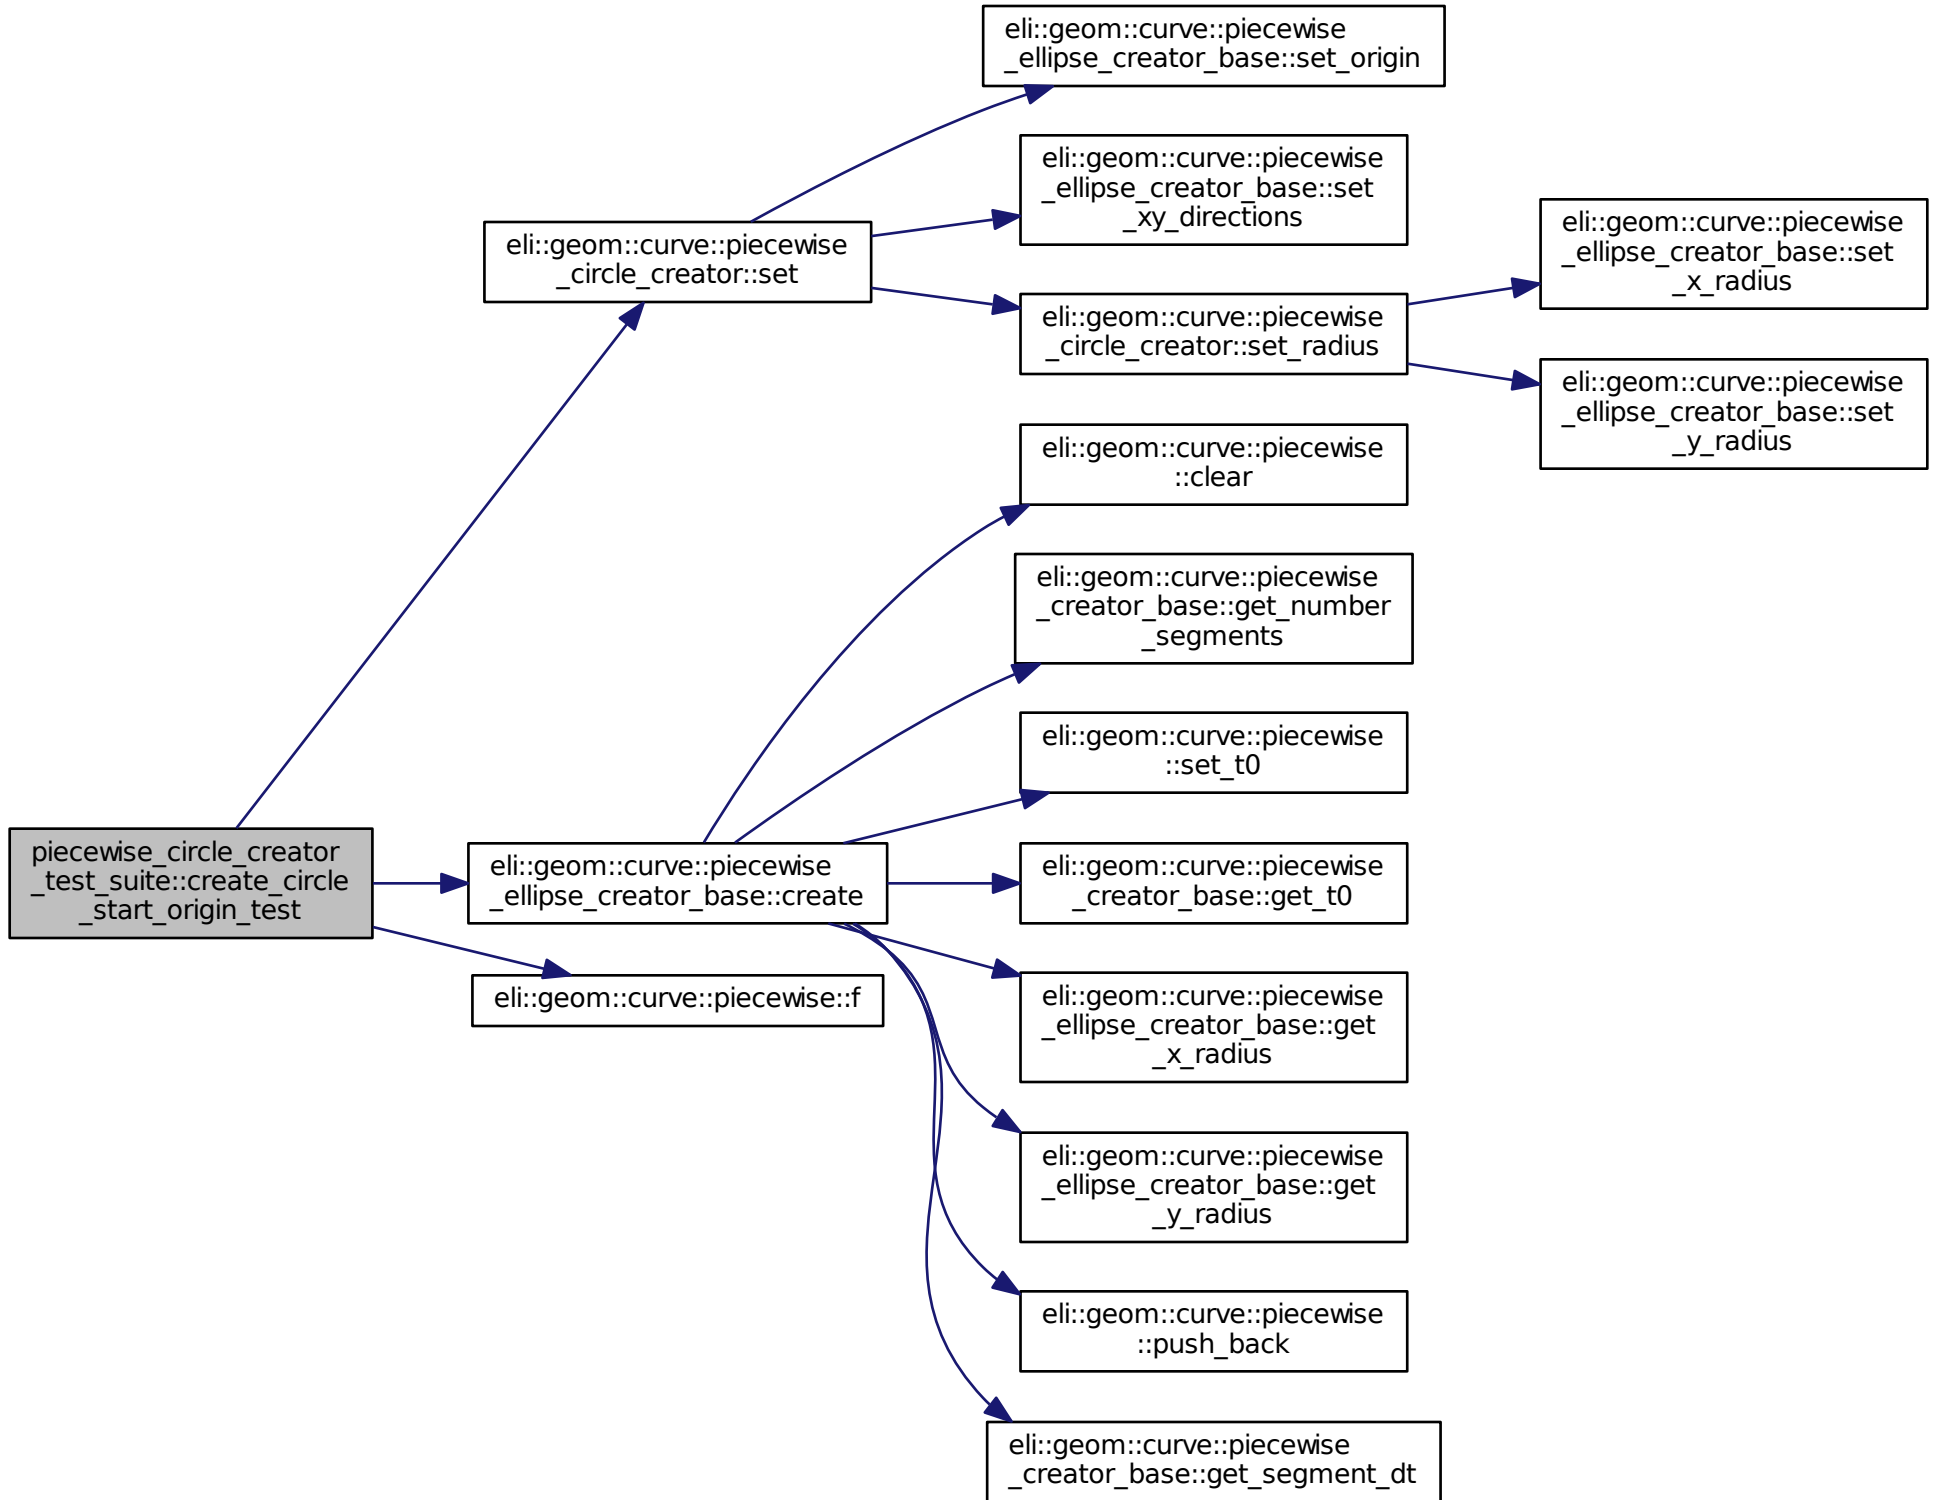 eli::geom::curve::piecewise
_ellipse_creator_base::set_origin
eli::geom::curve::piecewise
_ellipse_creator_base::set
_xy_directions
eli::geom::curve::piecewise
_ellipse_creator_base::set
_x_radius
eli::geom::curve::piecewise
_circle_creator::set
eli::geom::curve::piecewise
_circle_creator::set_radius
eli::geom::curve::piecewise
_ellipse_creator_base::set
_y_radius
eli::geom::curve::piecewise
::clear
eli::geom::curve::piecewise
_creator_base::get_number
_segments
eli::geom::curve::piecewise
::set_t0
piecewise_circle_creator
_test_suite::create_circle
_start_origin_test
eli::geom::curve::piecewise
_ellipse_creator_base::create
eli::geom::curve::piecewise
_creator_base::get_t0
eli::geom::curve::piecewise::f
eli::geom::curve::piecewise
_ellipse_creator_base::get
_x_radius
eli::geom::curve::piecewise
_ellipse_creator_base::get
_y_radius
eli::geom::curve::piecewise
::push_back
eli::geom::curve::piecewise
_creator_base::get_segment_dt